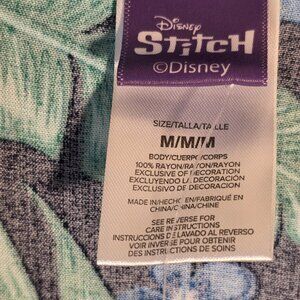 Disney
STITCH
©Disney
SIZE/TALLA/TAILLE
M/M/M
BODY/CUERPO/CORPS
100% RAYON/RAYON/RAYON
EXCLUSIVE OF DECORATION
EXCLUYENDO LA DECORACION
EXCLUSIF DE DECORATION
MADE IN/HECHO EN/FABRIQUÉ EN
CHINA/CHINA/CHINE
SEE REVERSE FOR
CARE INSTRUCTIONS
INSTRUCCIONES DE LAVADO AL REVERSO
VOIR INVERSE POUR OBTENIR
DES INSTRUCTIONS DE SOINS